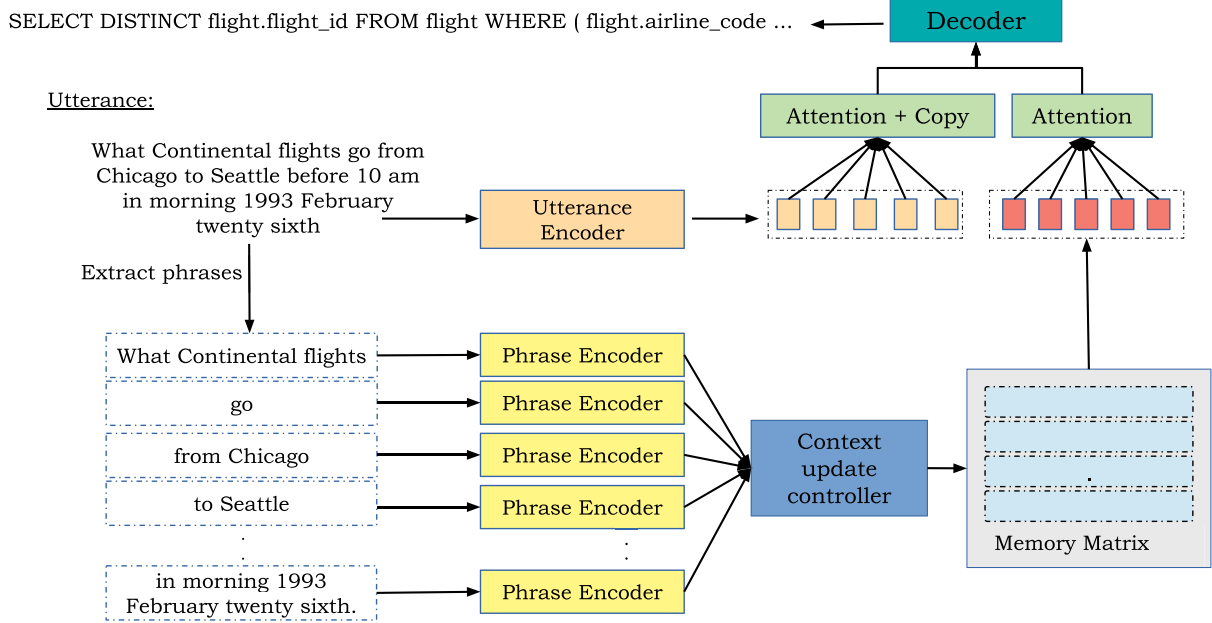 SELECT DISTINCT flight.flight_id FROM flight WHERE ( flight.airline_code ...
Decoder
Utterance:
Attention + Copy
Attention
What Continental flights go from
Chicago to Seattle before 10 am
in morning 1993 February
twenty sixth
Utterance
Encoder
Extract phrases
What Continental flights
Phrase Encoder
go
Phrase Encoder
from Chicago
Phrase Encoder
to Seattle
Phrase Encoder
Context
update
controller
in morning 1993
February twenty sixth.
Phrase Encoder
Memory Matrix